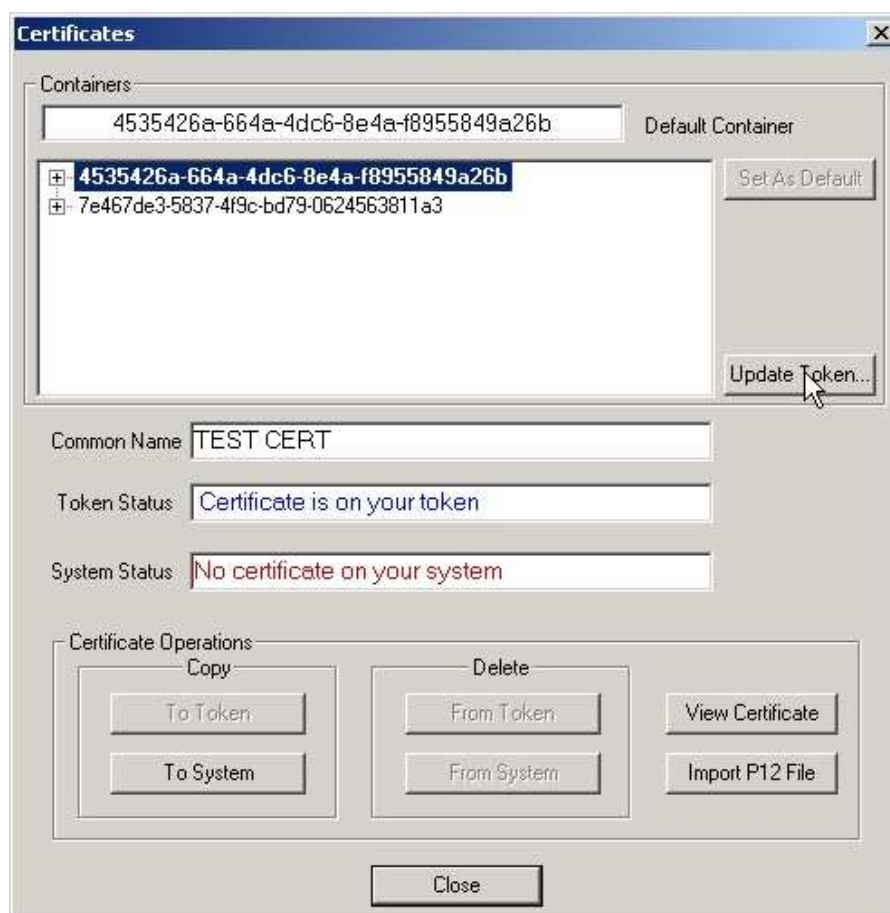 Certificates
Containers
4535426a-664a-4dc6-8e4a-f8955849a26b
Default Container
4535426a-664a-4dc6-8e4a-f8955849a26b
Set As Default
7e467de3-5837-4f9c-bd79-0624563811a3
Update Token...
Common Name TEST CERT
Token Status Certificate is on your token
System Status No certificate on your system
Certificate Operations
Copy
Delete
To Token
From Token
View Certificate
To System
From System
Import P12 File
Close